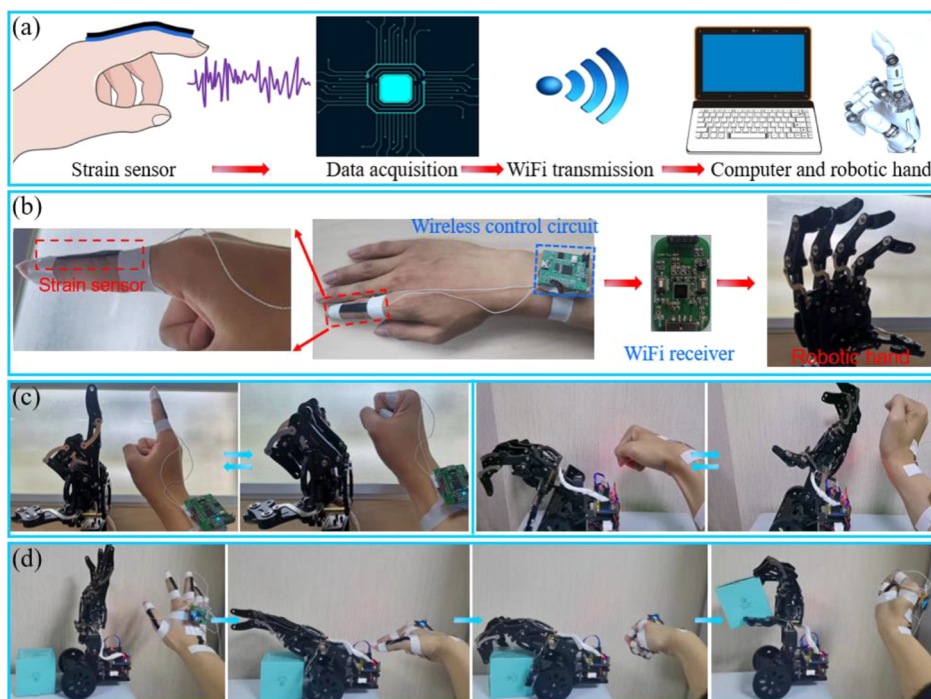 (a)
Strain sensor
Data acquisition
WiFi transmission
Computer and robotic hand
(b)
Strain sensor
Wireless control circuit
WiFi receiver
Robotic hand
(c)
(d)